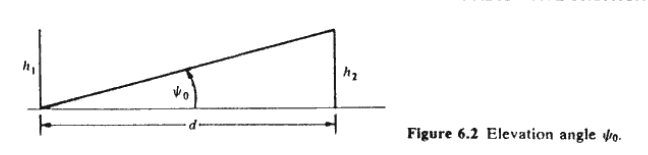 h₁
ψ₀
h₂
d
Figure 6.2 Elevation angle ψ₀.